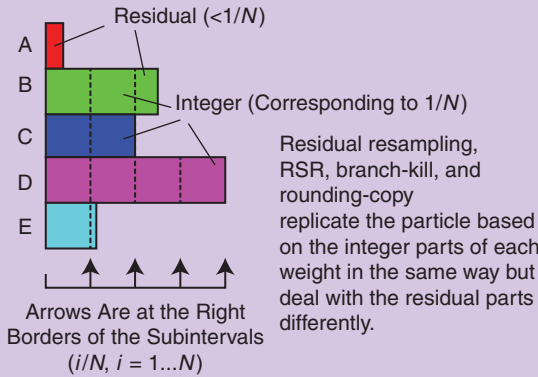 Residual (<1/N)
A
B
Integer (Corresponding to 1/N)
C
D
E
Residual resampling,
RSR, branch-kill, and
rounding-copy
replicate the particle based
on the integer parts of each
weight in the same way but
deal with the residual parts
differently.
Arrows Are at the Right
Borders of the Subintervals
(i/N, i = 1...N)